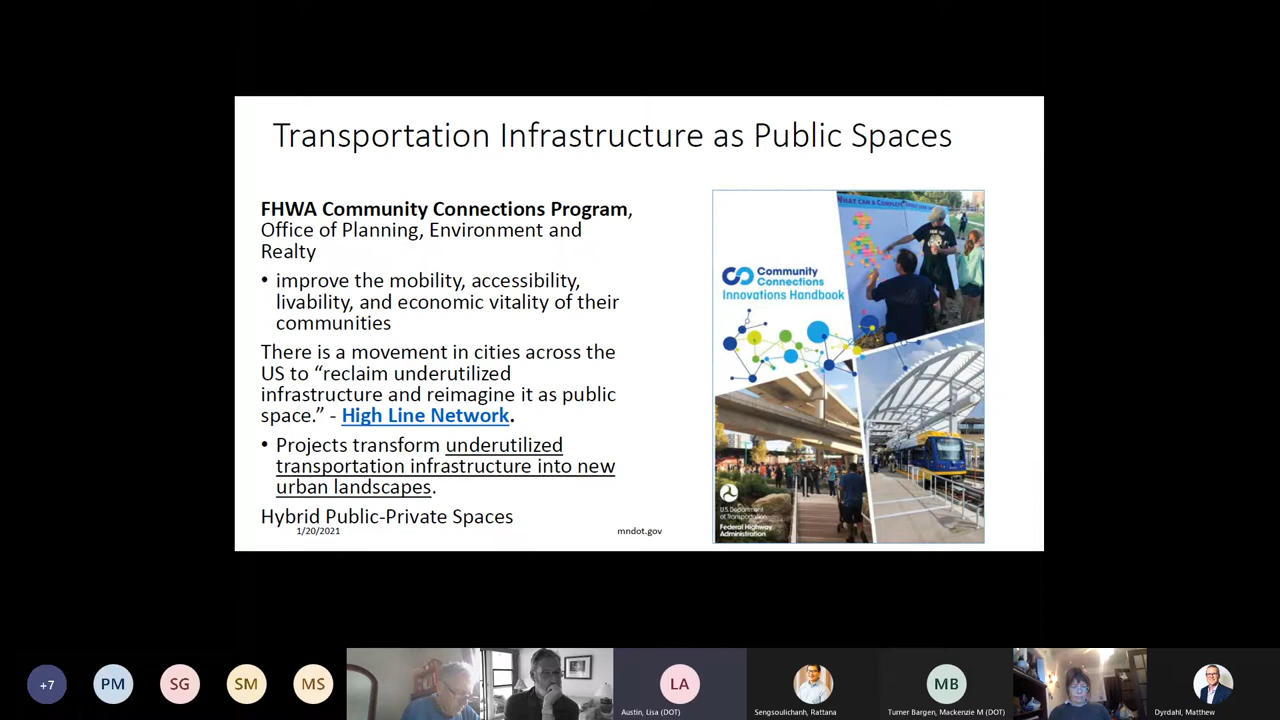 Transportation Infrastructure as Public Spaces
FHWA Community Connections Program,
Office of Planning, Environment and
Realty
• improve the mobility, accessibility,
livability, and economic vitality of their
communities
There is a movement in cities across the
US to “reclaim underutilized
infrastructure and reimagine it as public
space.” - High Line Network.
• Projects transform underutilized
transportation infrastructure into new
urban landscapes.
Hybrid Public-Private Spaces
1/20/2021
mndot.gov
WHAT CAN A COMPLETE
Community
Connections
Innovations Handbook
U.S. Department
of Transportation
Federal Highway
Administration
+7
PM
SG
SM
MS
LA
Austin, Lisa (DOT)
Sengsoulichanh, Rattana
MB
Turner Bargen, Mackenzie M (DOT)
Dyrdahl, Matthew